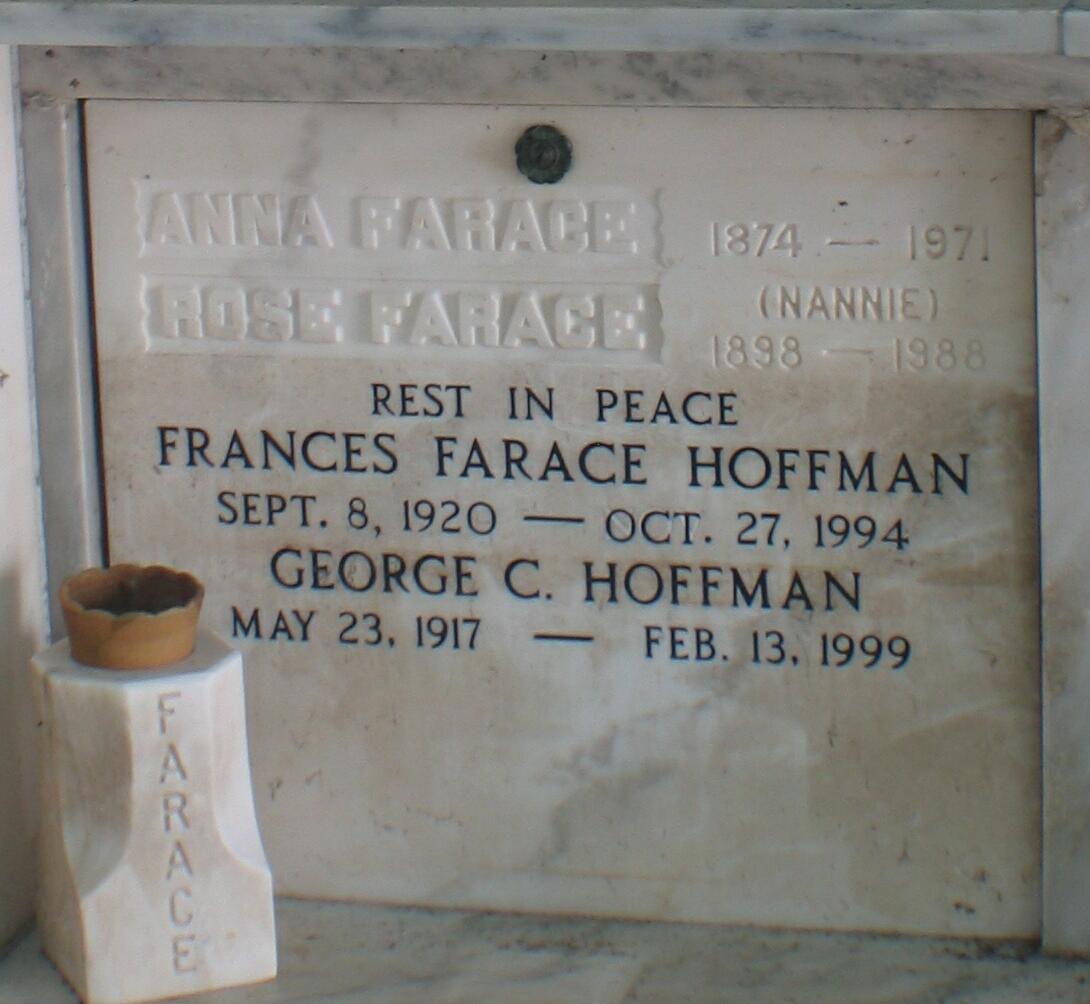 ANNA FARACE 1874 — 1971
ROSE FARACE (NANNIE)
1898 — 1988
REST IN PEACE
FRANCES FARACE HOFFMAN
SEPT. 8, 1920 — OCT. 27, 1994
GEORGE C. HOFFMAN
MAY 23, 1917 — FEB. 13, 1999
FARACE